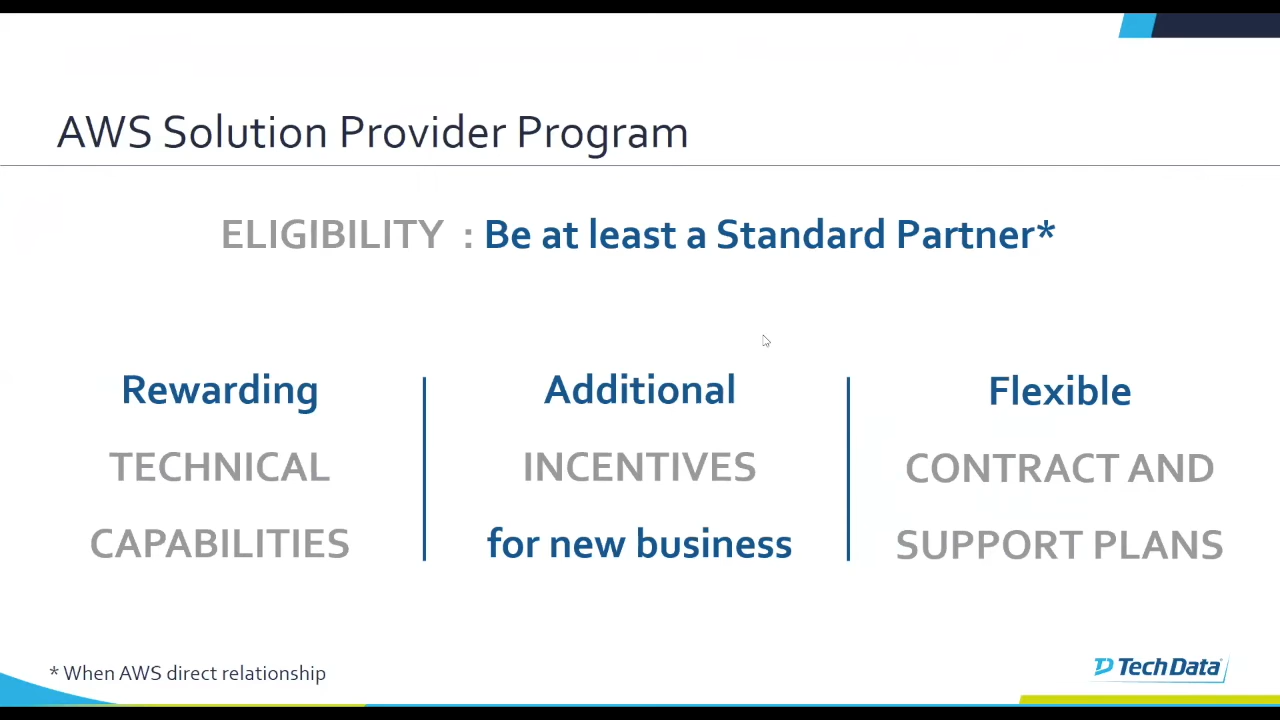 AWS Solution Provider Program
ELIGIBILITY : Be at least a Standard Partner*
Rewarding
TECHNICAL
CAPABILITIES
Additional
INCENTIVES
for new business
Flexible
CONTRACT AND
SUPPORT PLANS
* When AWS direct relationship
Tech Data